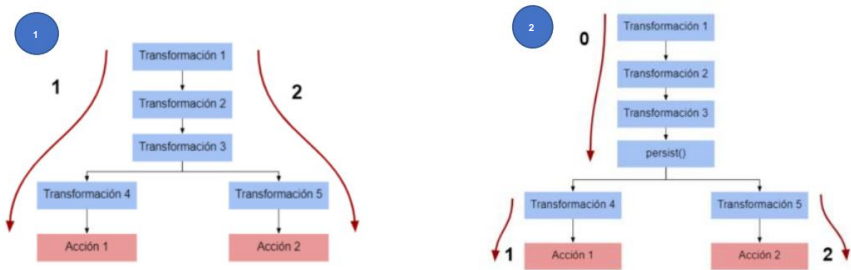 1
Transformación 1
1
2
Transformación 2
Transformación 3
Transformación 4
Transformación 5
Acción 1
Acción 2
2
0
Transformación 1
Transformación 2
Transformación 3
persist()
Transformación 4
Transformación 5
1
Acción 1
Acción 2
2